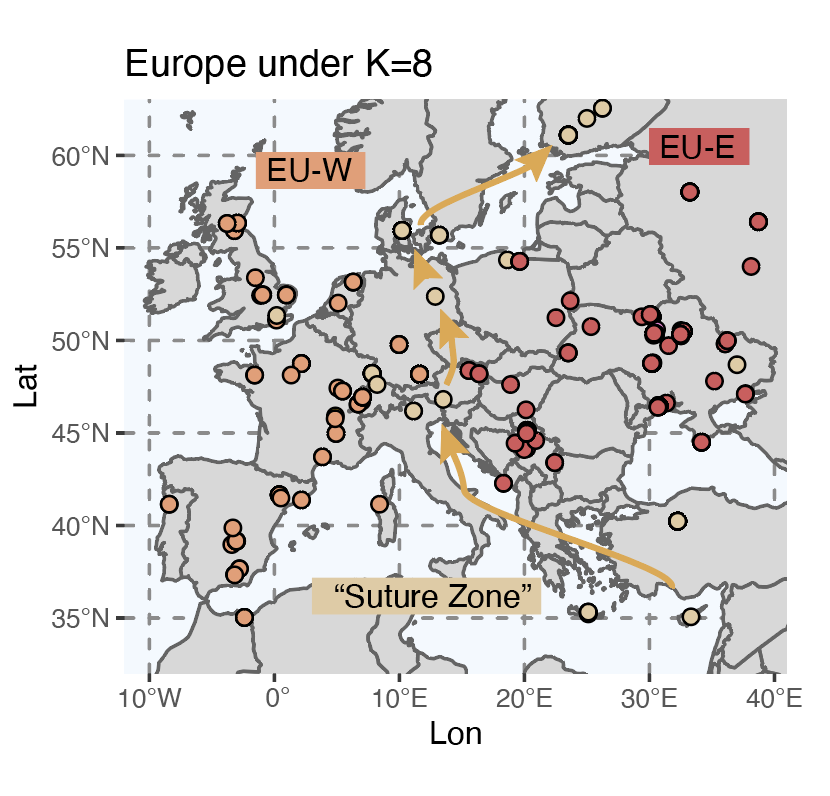 Europe under K=8
EU-W
EU-E
“Suture Zone”
60°N
55°N
50°N
45°N
40°N
35°N
Lat
10°W
0°
10°E
20°E
30°E
40°E
Lon